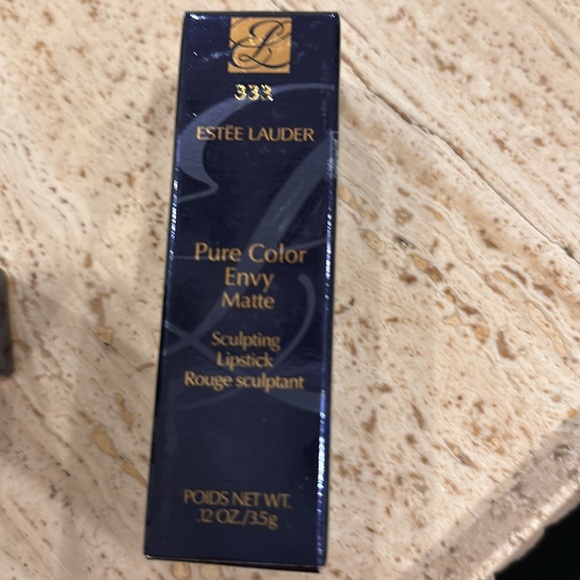 333
ESTĒE LAUDER
Pure Color
Envy
Matte
Sculpting
Lipstick
Rouge sculptant
POIDS NET WT.
.12 OZ./3.5g